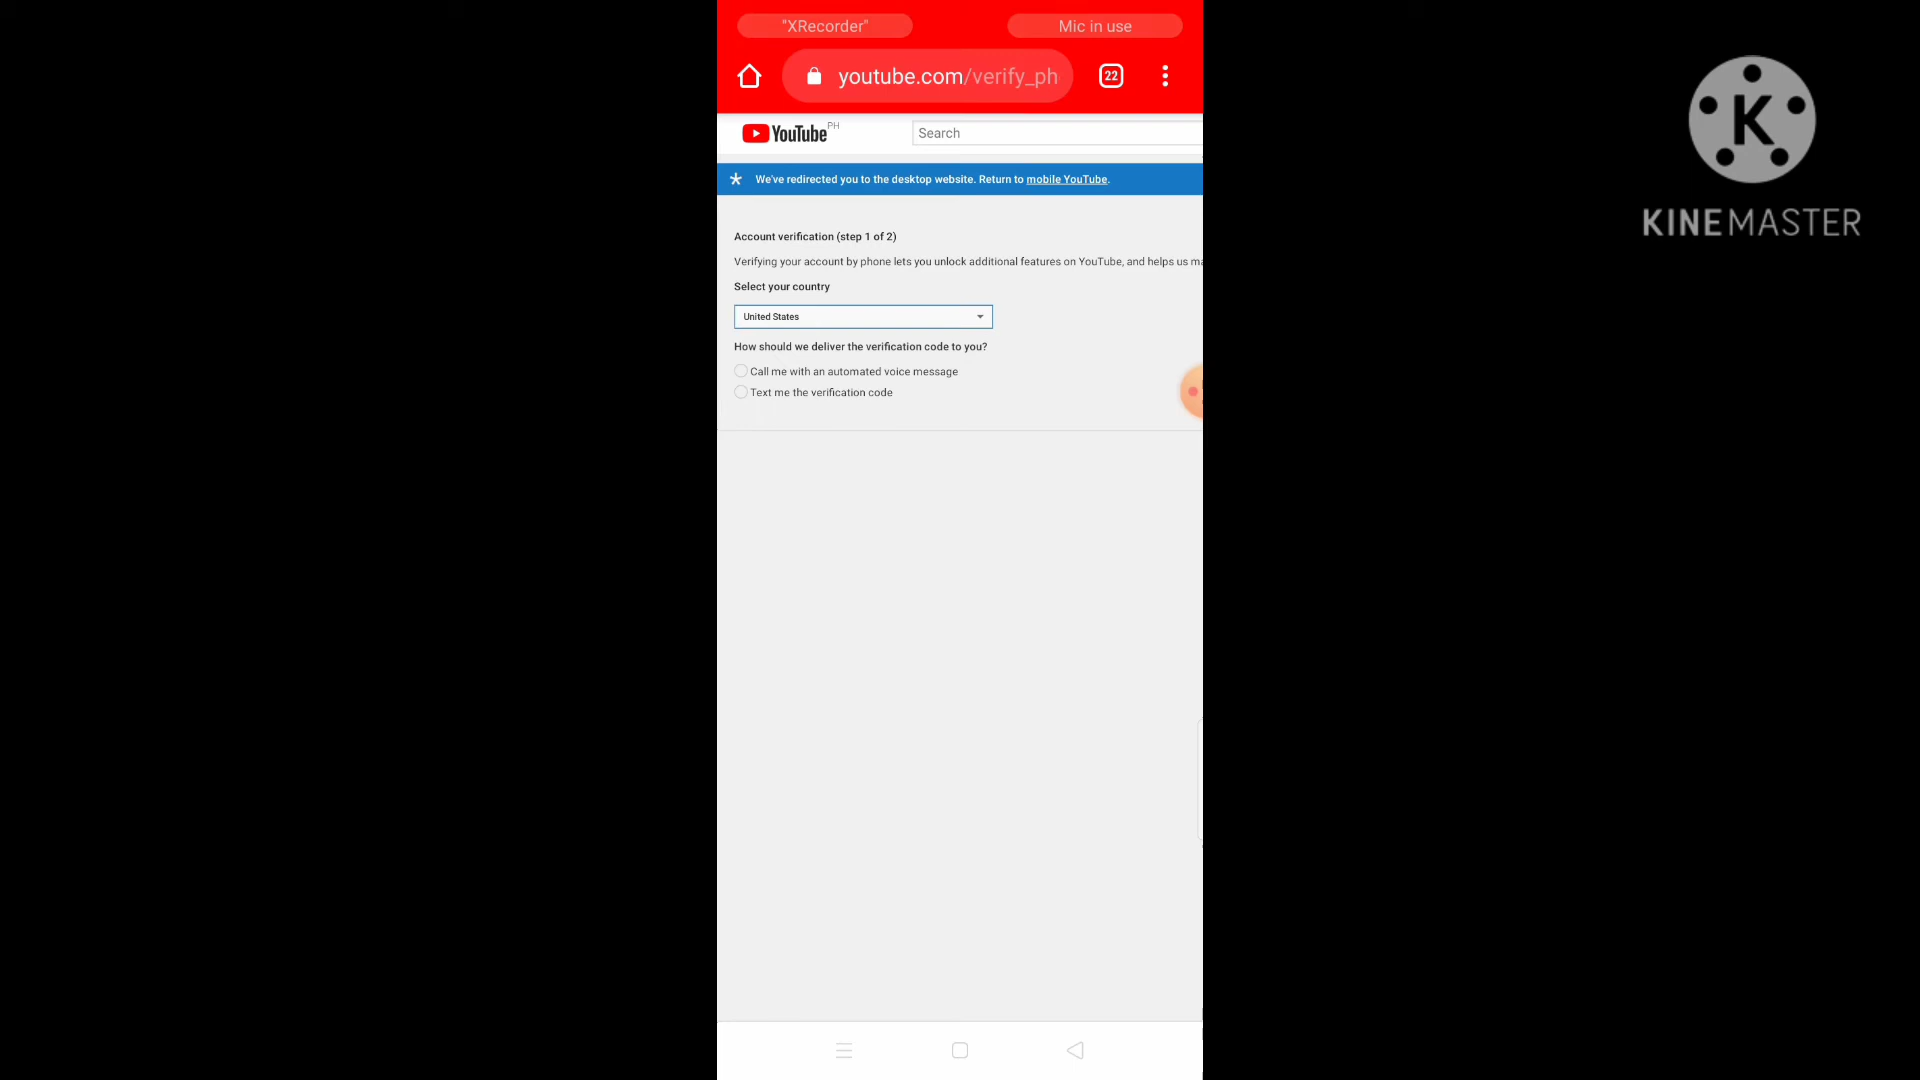 "XRecorder"
Mic in use
youtube.com/verify_ph
22
YouTube PH
Search
We've redirected you to the desktop website. Return to mobile YouTube.
Account verification (step 1 of 2)
Verifying your account by phone lets you unlock additional features on YouTube, and helps us ma
Select your country
United States
How should we deliver the verification code to you?
Call me with an automated voice message
Text me the verification code
K
KINEMASTER